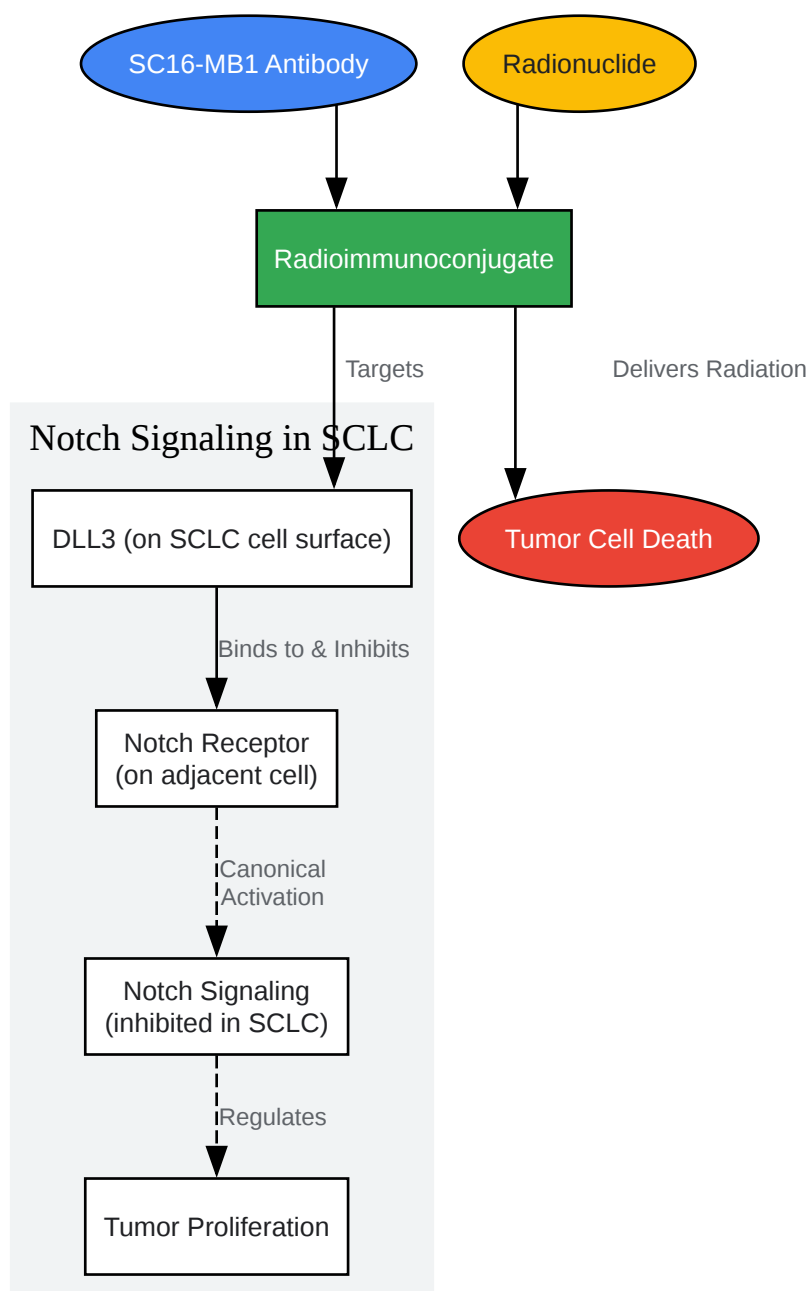 SC16-MB1 Antibody
Radionuclide
Radioimmunoconjugate
Targets
Delivers Radiation
Notch Signaling in SCLC
DLL3 (on SCLC cell surface)
Tumor Cell Death
Binds to & Inhibits
Notch Receptor
(on adjacent cell)
Canonical
Activation
Notch Signaling
(inhibited in SCLC)
Regulates
Tumor Proliferation